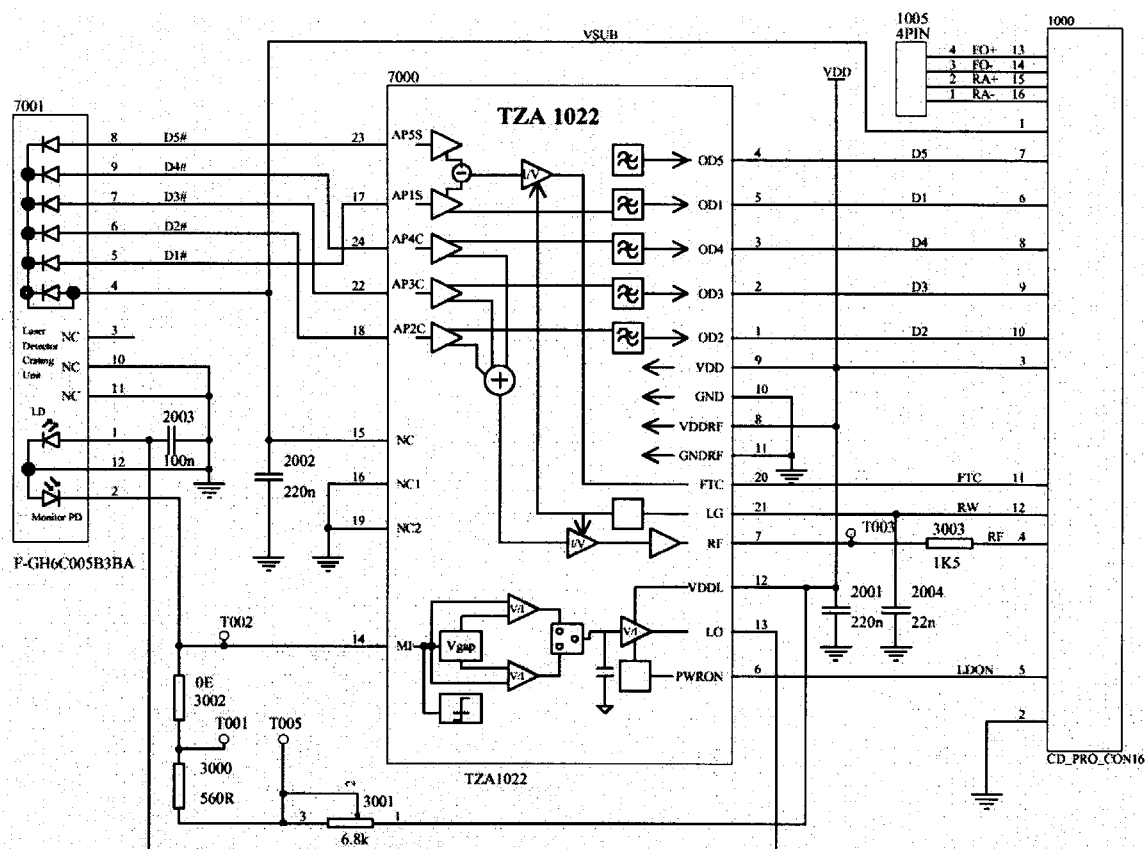 1005
4PIN
1000
VSUB
4 FO+ 13
3 FO- 14
2 RA+ 15
1 RA- 16
VDD
7000
7001
TZA 1022
1
8 D5# 23 AP5S
OD5 4 D5 7
9 D4#
I/V
17 AP1S
OD1 5 D1 6
7 D3#
6 D2#
24 AP4C
OD4 3 D4 8
5 D1#
4
22 AP3C
OD3 2 D3 9
18 AP2C
OD2 1 D2 10
Laser
Detector
Crating
Unit
NC 3
NC 10
NC 11
VDD 9 3
GND 10
VDDRF 8
GNDRF 11
LD
1
2003
100n
12
2
Monitor PD
F-GH6C005B3BA
15 NC
2002
220n
16 NC1
19 NC2
FTC 20 FTC 11
LG 21 RW 12
I/V
RF 7 T003 3003 RF 4
1K5
VDDL 12
2001
220n
2004
22n
T002
14 MI
Vgap
V/I
V/I
V/I
LO 13
PWRON 6 LDON 5
0E
3002
T001
T005
2
3000
560R
3 2 3001 1
6.8k
TZA1022
CD_PRO_CON16